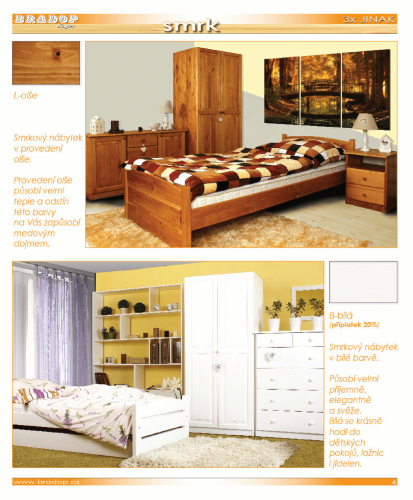 BRADOP
smrk
3x JINAK
L-olše
Smrkový nábytek
v provedení
olše.
Provedení olše
působí velmi
teple a odstín
této barvy
na Vás zapůsobí
medovým
dojmem.
B-bílá
(příplatek 20%)
Smrkový nábytek
v bílé barvě.
Působí velmi
příjemně,
elegantně
a svěže.
Bílá se krásně
hodí do
dětských
pokojů, ložnic
i jídelen.
www.bradop.cz
4